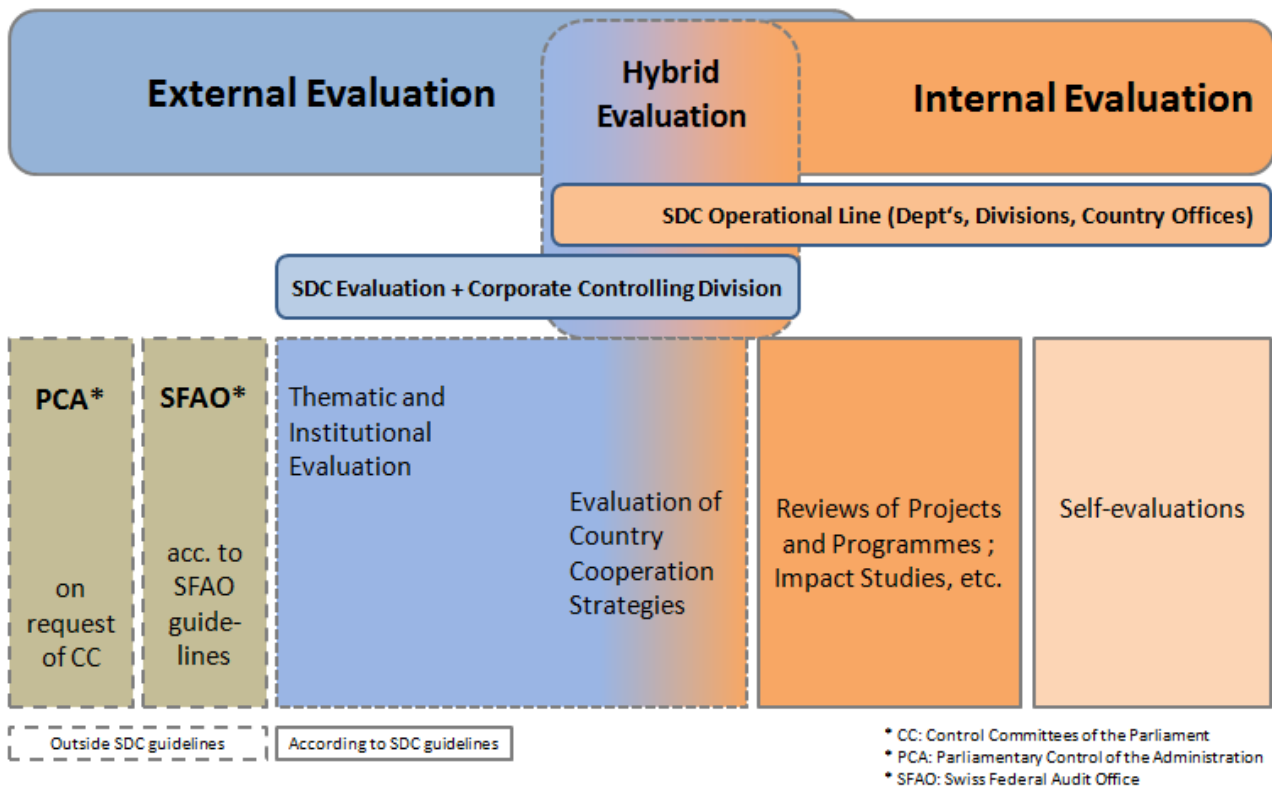 External Evaluation
Hybrid
Evaluation
Internal Evaluation
SDC Operational Line (Dept‘s, Divisions, Country Offices)
SDC Evaluation + Corporate Controlling Division
PCA*
on
request
of CC
SFAO*
acc. to
SFAO
guide-
lines
Thematic and
Institutional
Evaluation
Evaluation of
Country
Cooperation
Strategies
Reviews of Projects
and Programmes ;
Impact Studies, etc.
Self-evaluations
Outside SDC guidelines
According to SDC guidelines
* CC: Control Committees of the Parliament
* PCA: Parliamentary Control of the Administration
* SFAO: Swiss Federal Audit Office